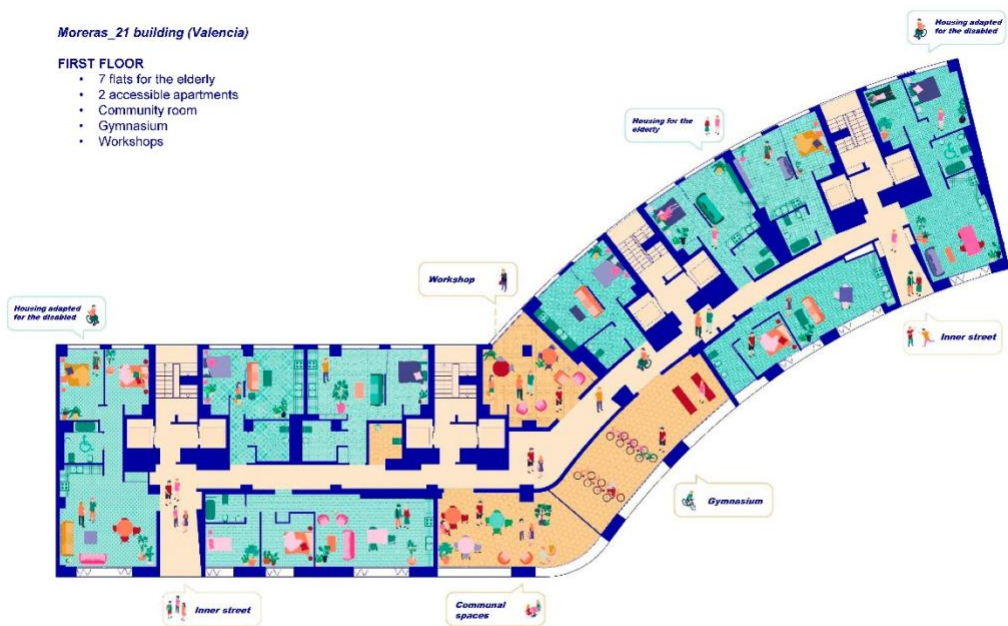 Moreras_21 building (Valencia)
FIRST FLOOR
• 7 flats for the elderly
• 2 accessible apartments
• Community room
• Gymnasium
• Workshops
Housing adapted
for the disabled
Housing for the
elderly
Workshop
Housing adapted
for the disabled
Inner street
Gymnasium
Inner street
Communal
spaces